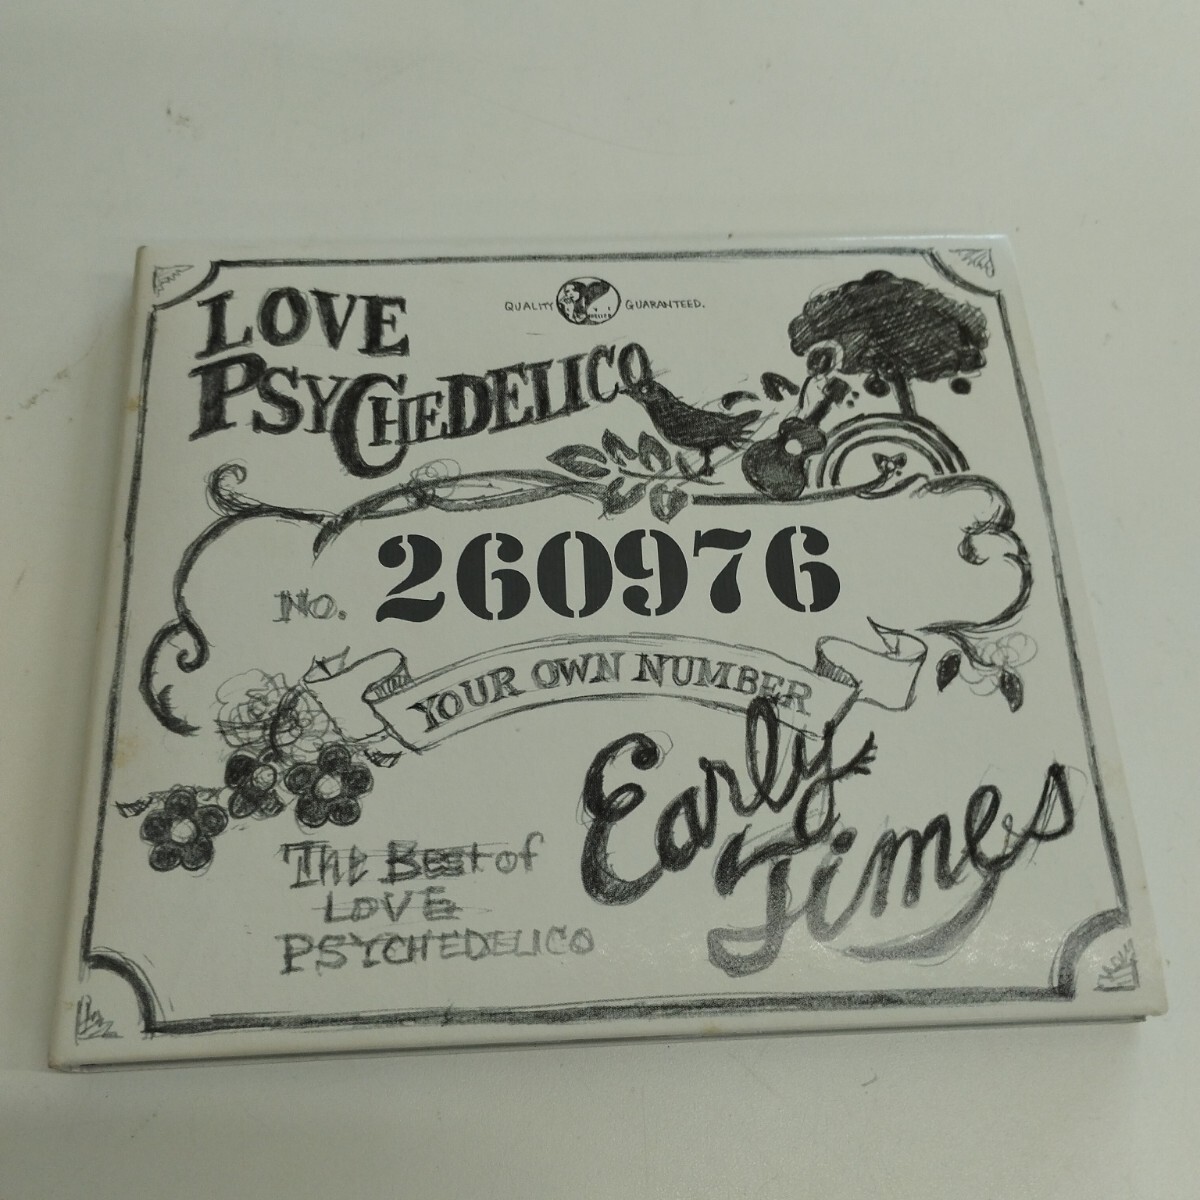 LOVE
PSYCHEDELICO
QUALITY GUARANTEED.
No. 260976
YOUR OWN NUMBER
Early
Times
The Best of
LOVE
PSYCHEDELICO